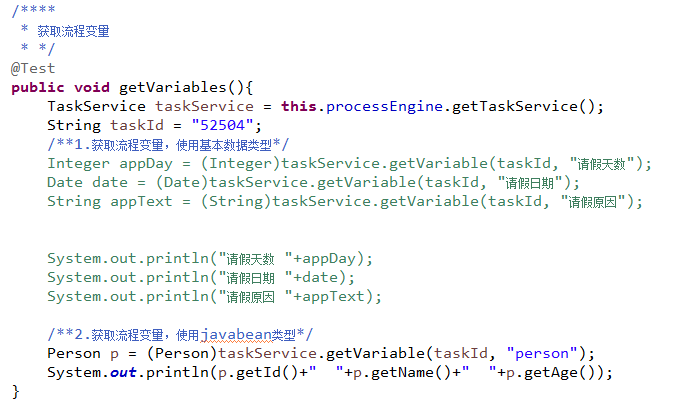 /****
 * 获取流程变量
 * */
@Test
public void getVariables(){
    TaskService taskService = this.processEngine.getTaskService();
    String taskId = "52504";
    /**1.获取流程变量，使用基本数据类型*/
    Integer appDay = (Integer)taskService.getVariable(taskId, "请假天数");
    Date date = (Date)taskService.getVariable(taskId, "请假日期");
    String appText = (String)taskService.getVariable(taskId, "请假原因");
    System.out.println("请假天数 "+appDay);
    System.out.println("请假日期 "+date);
    System.out.println("请假原因 "+appText);
    /**2.获取流程变量，使用javabean类型*/
    Person p = (Person)taskService.getVariable(taskId, "person");
    System.out.println(p.getId()+"  "+p.getName()+"  "+p.getAge());
}